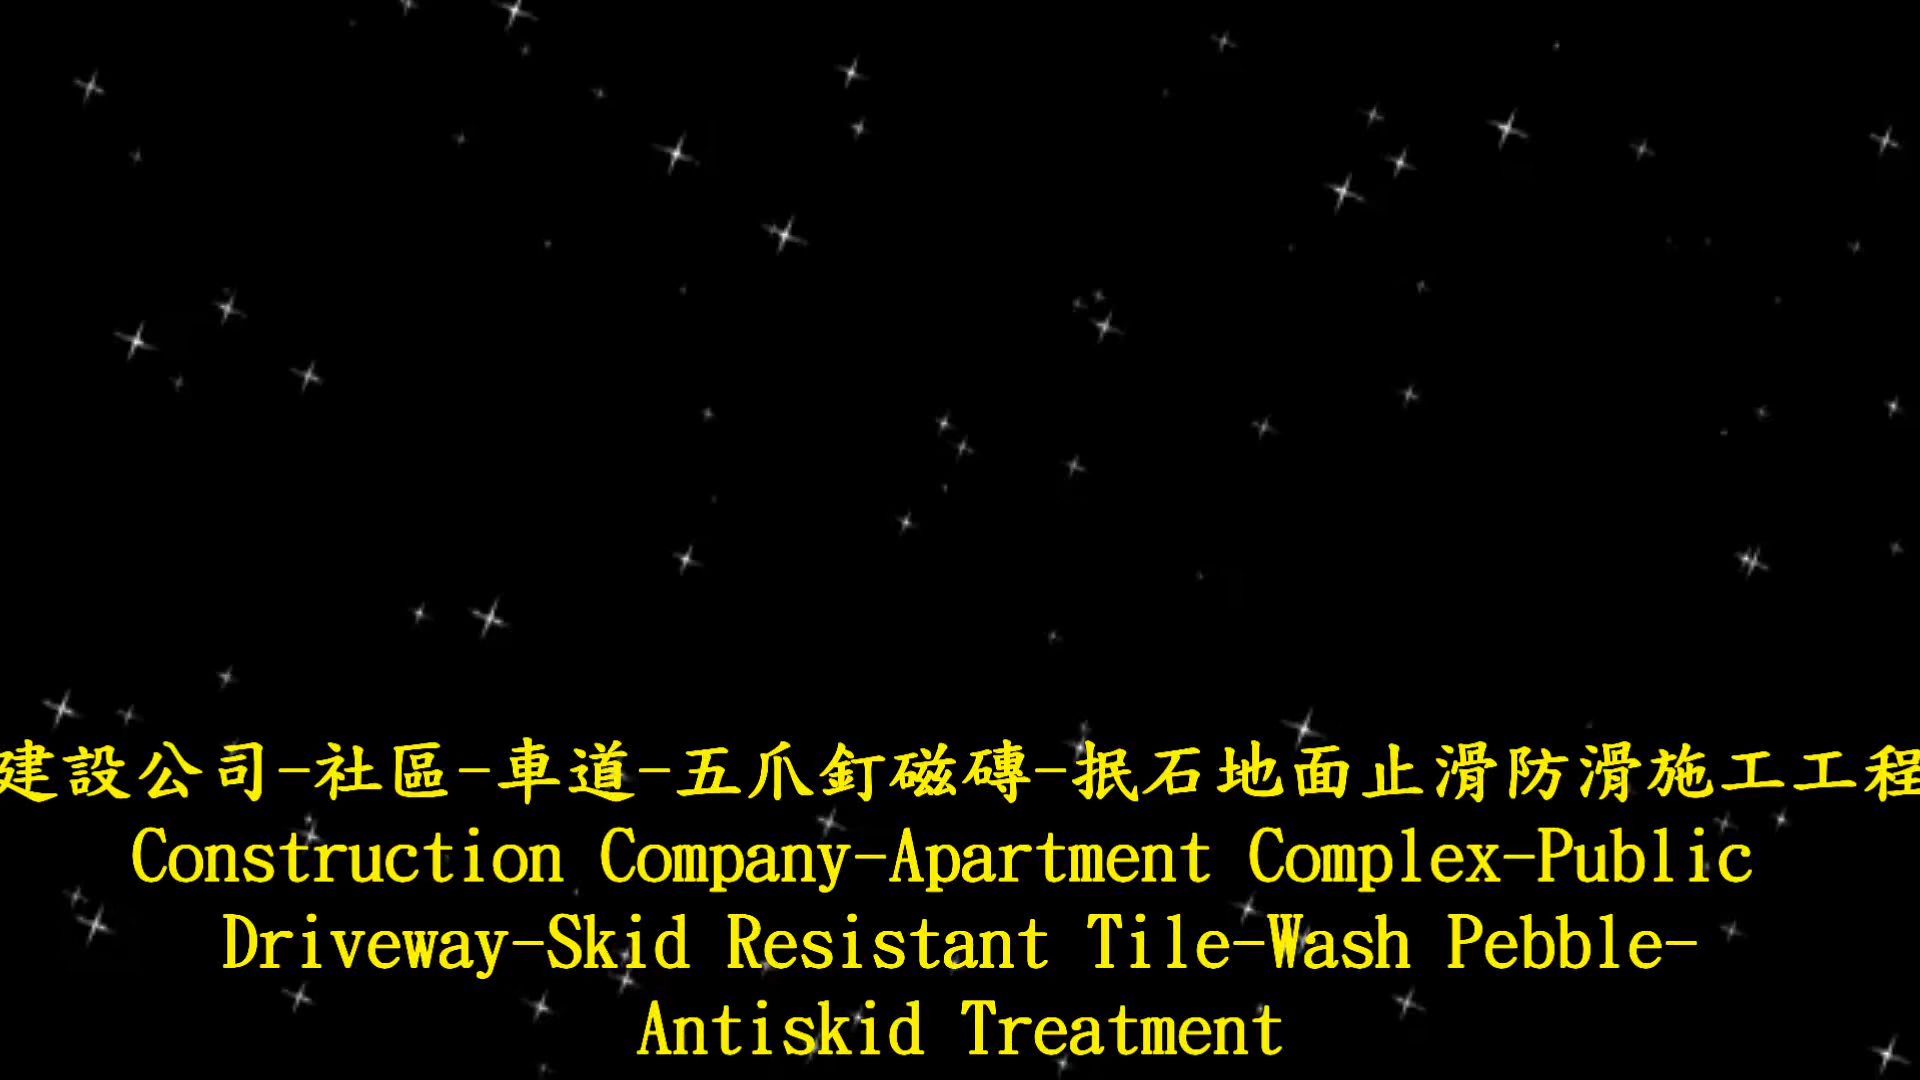 建設公司-社區-車道-五爪釘磁磚-抿石地面止滑防滑施工工程
Construction Company-Apartment Complex-Public
Driveway-Skid Resistant Tile-Wash Pebble-
Antiskid Treatment